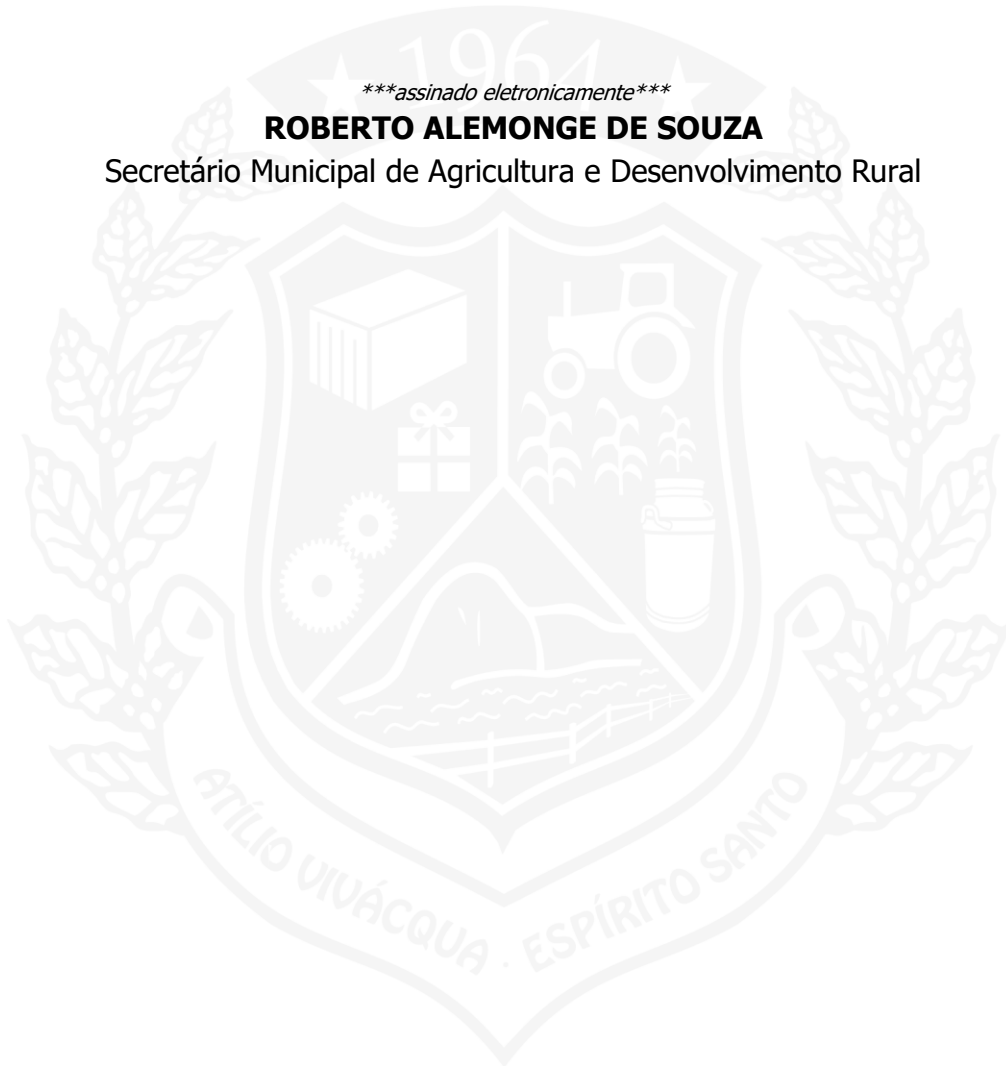 1964
***assinado eletronicamente***
ROBERTO ALEMONGE DE SOUZA
Secretário Municipal de Agricultura e Desenvolvimento Rural
ATÍLIO VIVÁCQUA · ESPÍRITO SANTO